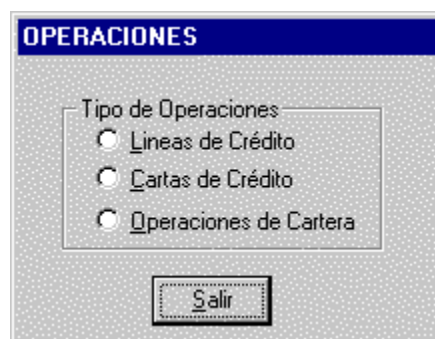 OPERACIONES
Tipo de Operaciones
Lineas de Crédito
Cartas de Crédito
Operaciones de Cartera
Salir